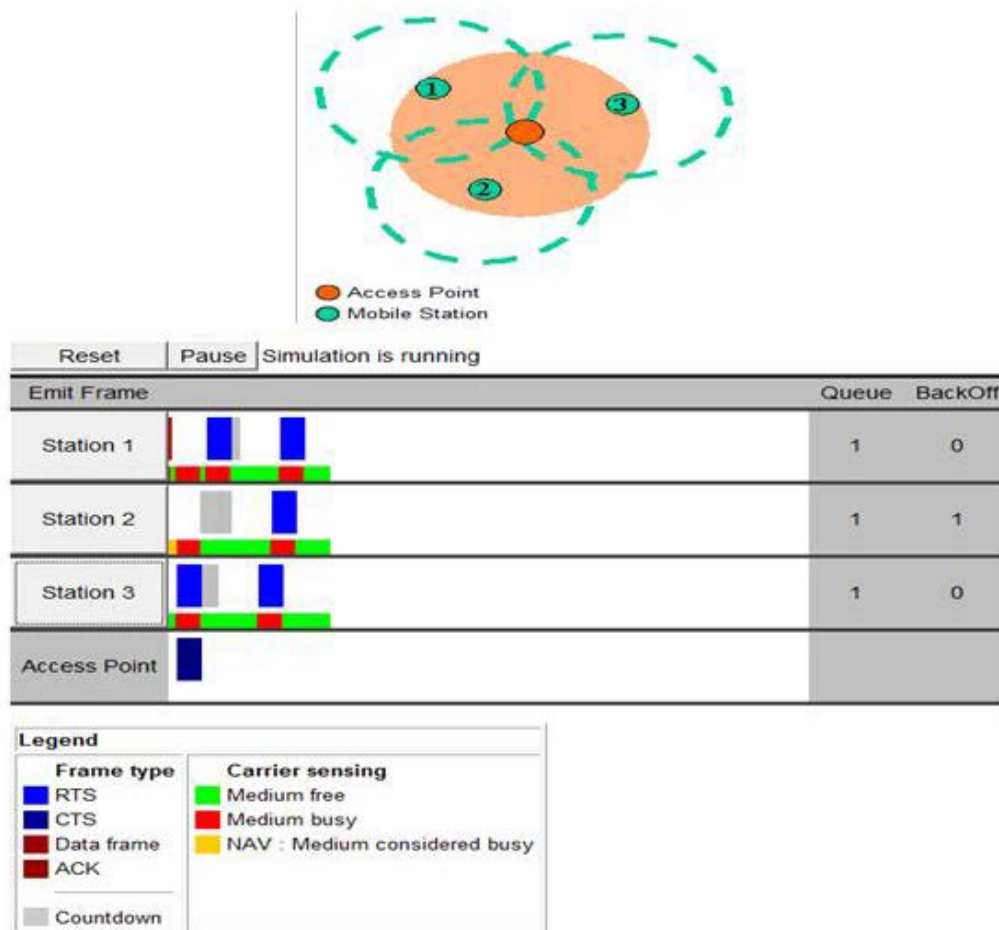 1
3
2
Access Point
Mobile Station
Reset Pause Simulation is running
Emit Frame Queue BackOff
Station 1 1 0
Station 2 1 1
Station 3 1 0
Access Point
Legend
Frame type Carrier sensing
RTS Medium free
CTS Medium busy
Data frame NAV : Medium considered busy
ACK
Countdown